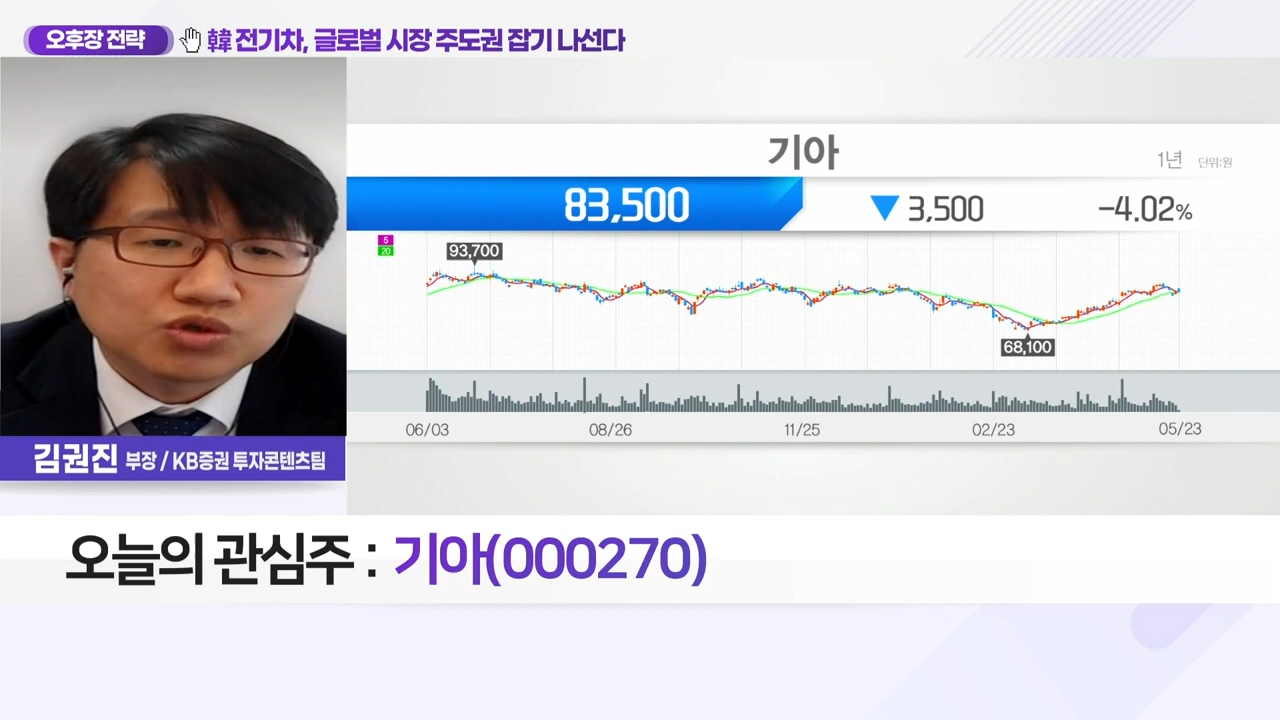 오후장 전략
韓 전기차, 글로벌 시장 주도권 잡기 나선다
기아
1년 단위:원
83,500 ▼ 3,500 -4.02%
5
20
93,700
68,100
06/03 08/26 11/25 02/23 05/23
김권진 부장 / KB증권 투자콘텐츠팀
오늘의 관심주 : 기아(000270)